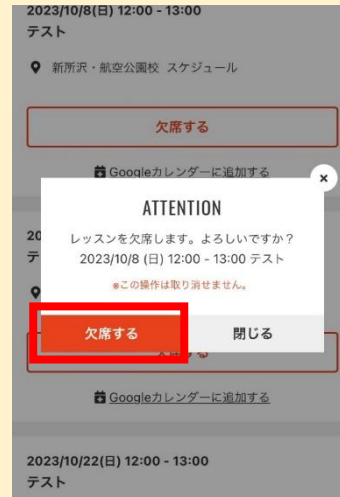 2023/10/8(日) 12:00 - 13:00
テスト
新所沢・航空公園校 スケジュール
欠席する
Googleカレンダーに追加する
×
ATTENTION
レッスンを欠席します。よろしいですか？
2023/10/8 (日) 12:00 - 13:00 テスト
※この操作は取り消せません。
欠席する
閉じる
Googleカレンダーに追加する
2023/10/22(日) 12:00 - 13:00
テスト